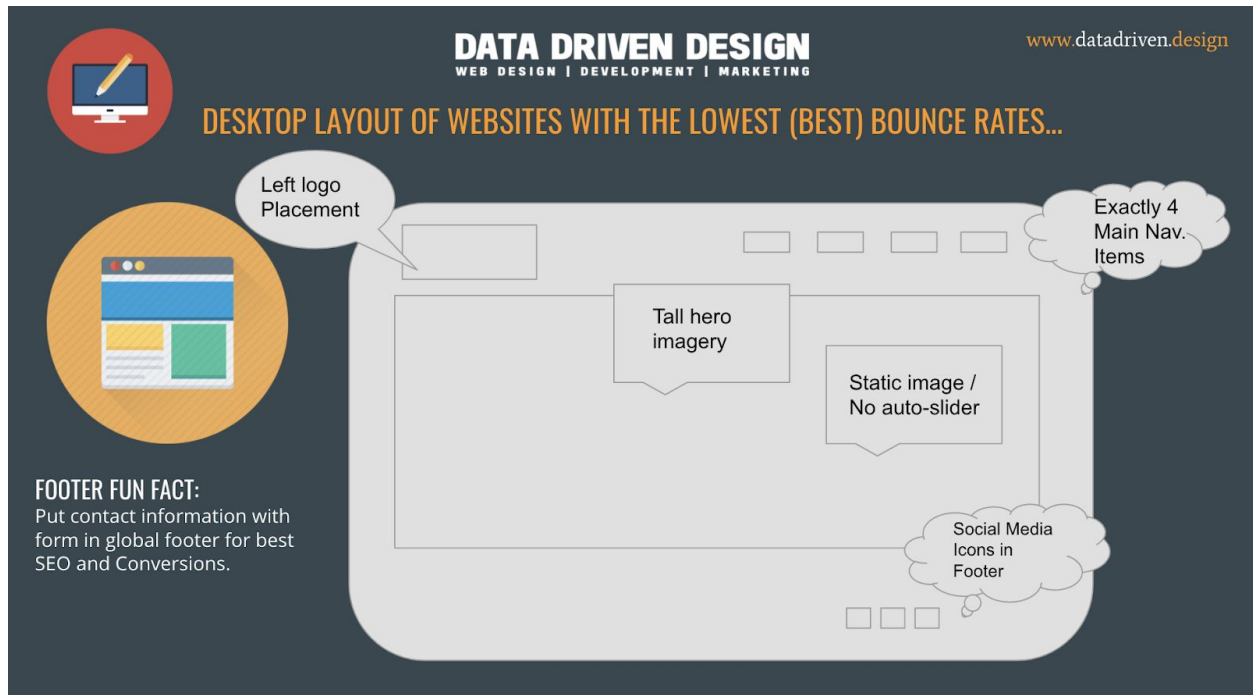 DATA DRIVEN DESIGN
WEB DESIGN | DEVELOPMENT | MARKETING
www.datadriven.design
DESKTOP LAYOUT OF WEBSITES WITH THE LOWEST (BEST) BOUNCE RATES...
Left logo
Placement
Exactly 4
Main Nav.
Items
Tall hero
imagery
Static image /
No auto-slider
FOOTER FUN FACT:
Put contact information with
form in global footer for best
SEO and Conversions.
Social Media
Icons in
Footer